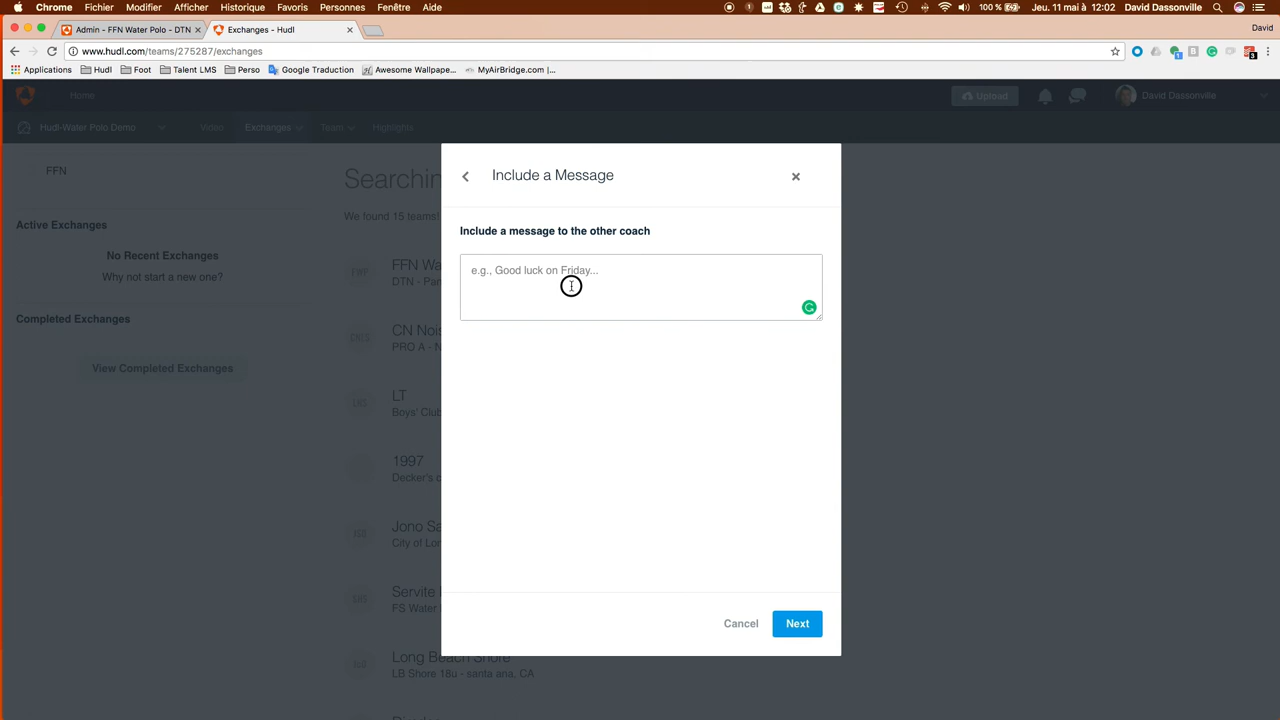 Chrome Fichier Modifier Afficher Historique Favoris Personnes Fenêtre Aide 100 % Jeu. 11 mai à 12:02 David Dassonville
Admin - FFN Water Polo - DTN × Exchanges - Hudl × David
www.hudl.com/teams/275287/exchanges
Applications Hudl Foot Talent LMS Perso Google Traduction Awesome Wallpape... MyAirBridge.com |...
Home Upload David Dassonville
Hudl-Water Polo Demo Video Exchanges Team Highlights
FFN
Active Exchanges
No Recent Exchanges
Why not start a new one?
Completed Exchanges
View Completed Exchanges
Searchin
We found 15 teams!
FFN Wa
DTN - Par
CN Nois
PRO A - N
LT
Boys' Club
1997
Decker's c
Jono Sa
City of Lon
Servite
FS Water
Long Beach Shore
LB Shore 18u - santa ana, CA
Include a Message
Include a message to the other coach
e.g., Good luck on Friday...
Cancel Next